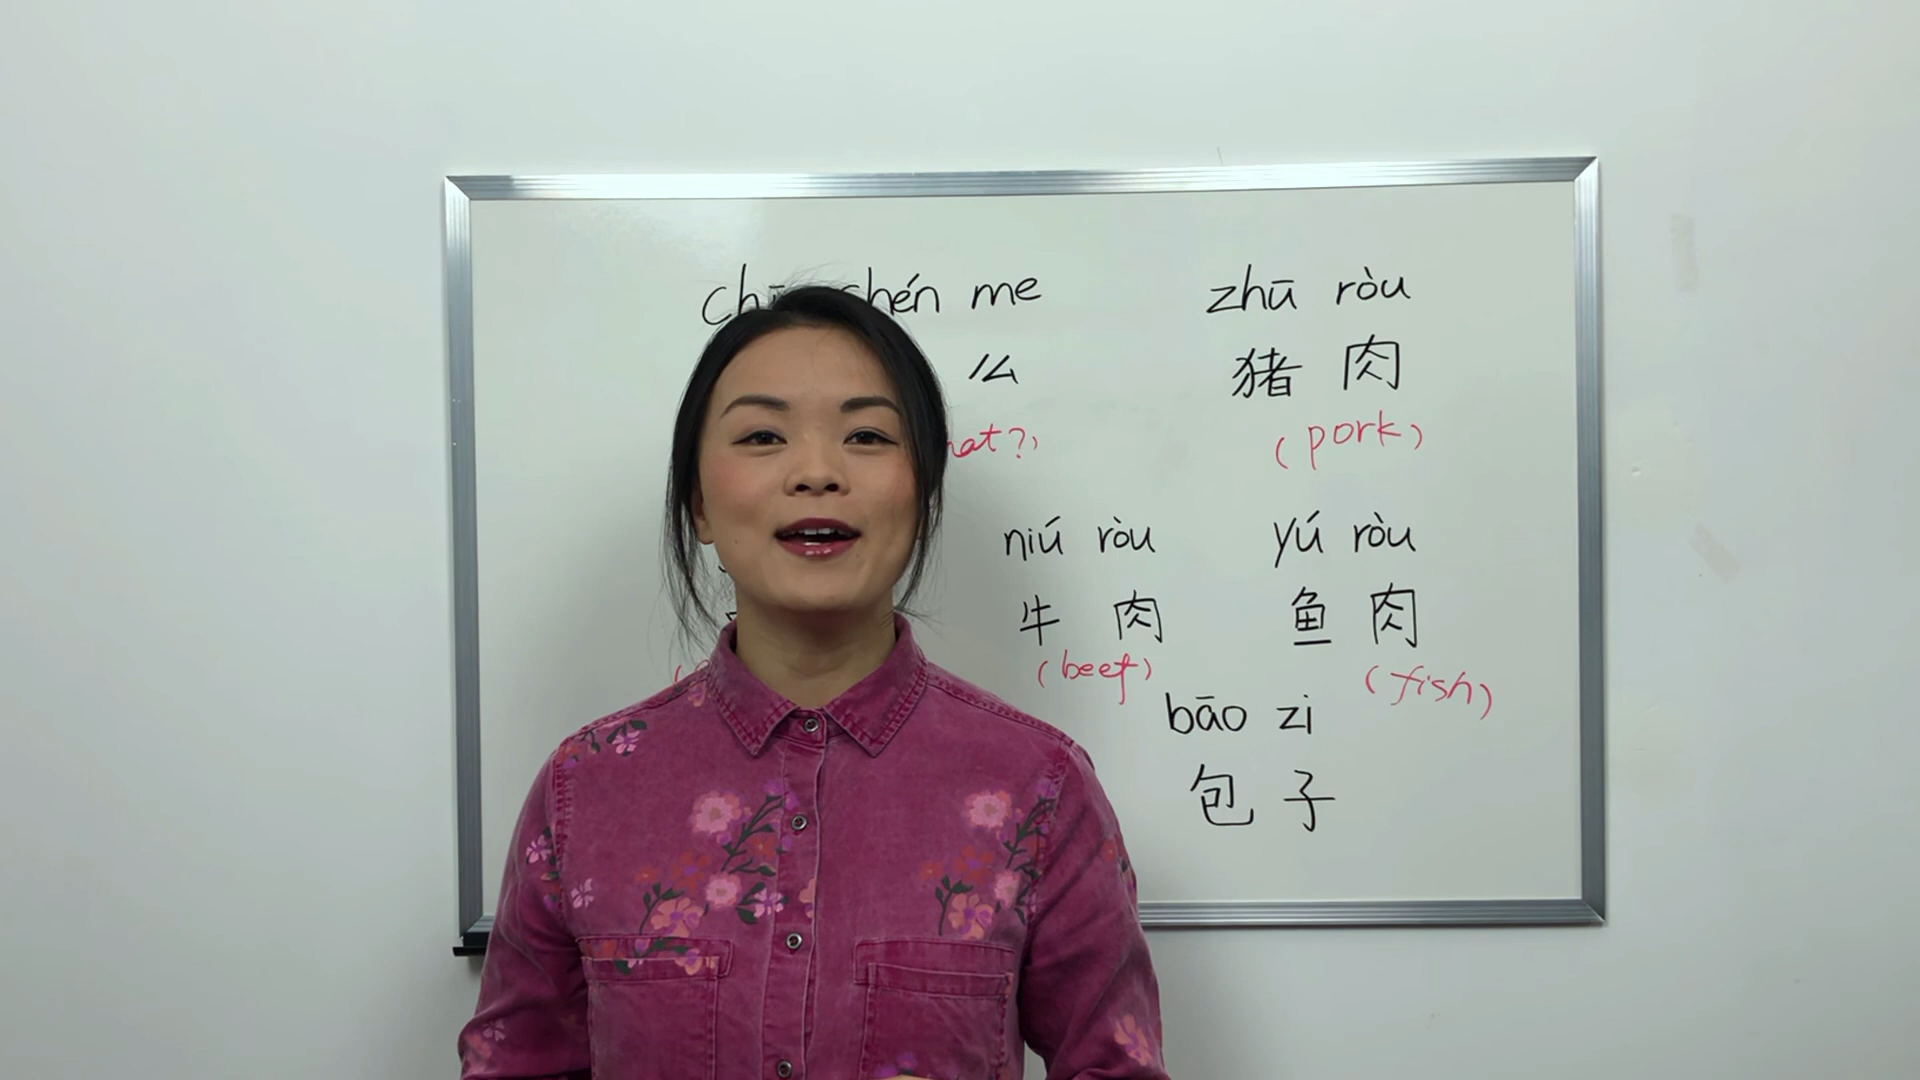 shén me
zhū ròu
么
猪 肉
(pork)
niú ròu
yú ròu
牛 肉
鱼 肉
(beef)
(fish)
bāo zi
包 子